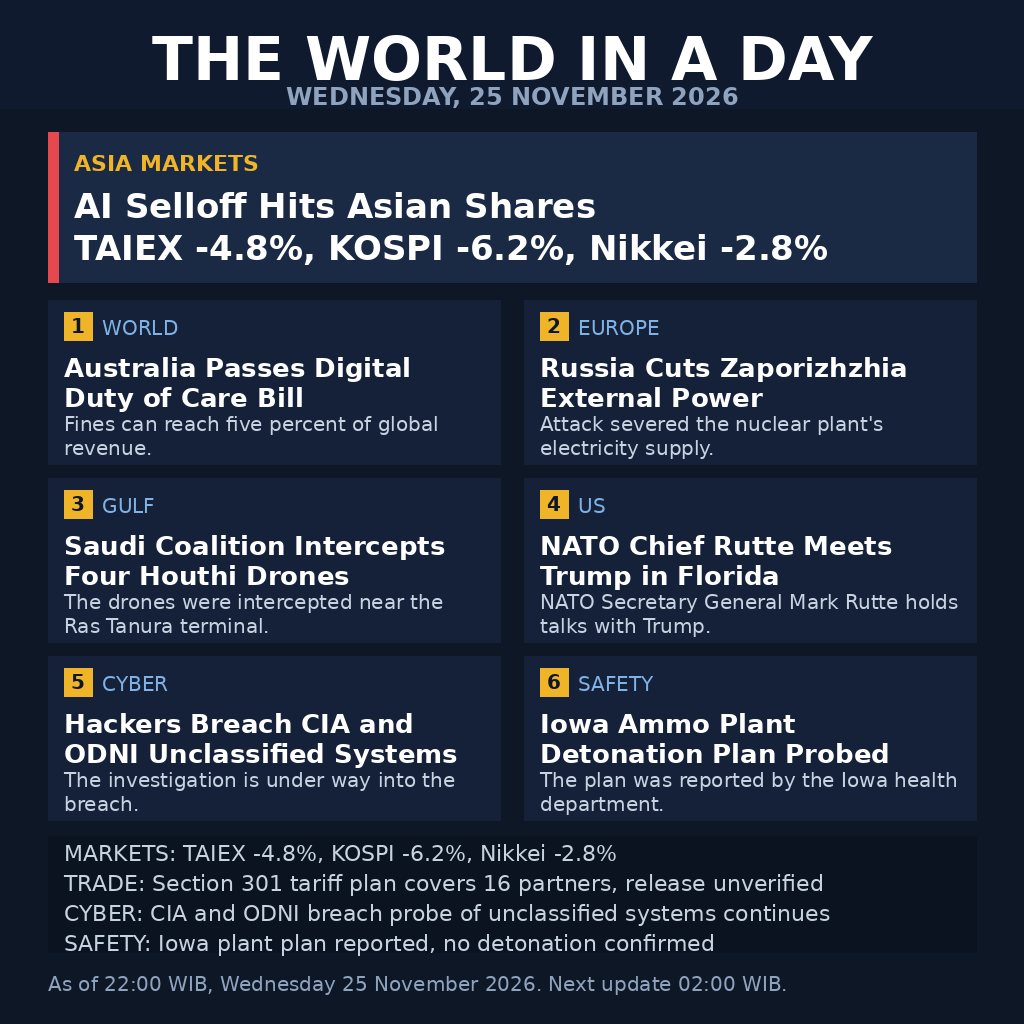 THE WORLD IN A DAY
WEDNESDAY, 25 NOVEMBER 2026
ASIA MARKETS
AI Selloff Hits Asian Shares
TAIEX -4.8%, KOSPI -6.2%, Nikkei -2.8%
1 WORLD
Australia Passes Digital
Duty of Care Bill
Fines can reach five percent of global
revenue.
2 EUROPE
Russia Cuts Zaporizhzhia
External Power
Attack severed the nuclear plant's
electricity supply.
3 GULF
Saudi Coalition Intercepts
Four Houthi Drones
The drones were intercepted near the
Ras Tanura terminal.
4 US
NATO Chief Rutte Meets
Trump in Florida
NATO Secretary General Mark Rutte holds
talks with Trump.
5 CYBER
Hackers Breach CIA and
ODNI Unclassified Systems
The investigation is under way into the
breach.
6 SAFETY
Iowa Ammo Plant
Detonation Plan Probed
The plan was reported by the Iowa health
department.
MARKETS: TAIEX -4.8%, KOSPI -6.2%, Nikkei -2.8%
TRADE: Section 301 tariff plan covers 16 partners, release unverified
CYBER: CIA and ODNI breach probe of unclassified systems continues
SAFETY: Iowa plant plan reported, no detonation confirmed
As of 22:00 WIB, Wednesday 25 November 2026. Next update 02:00 WIB.